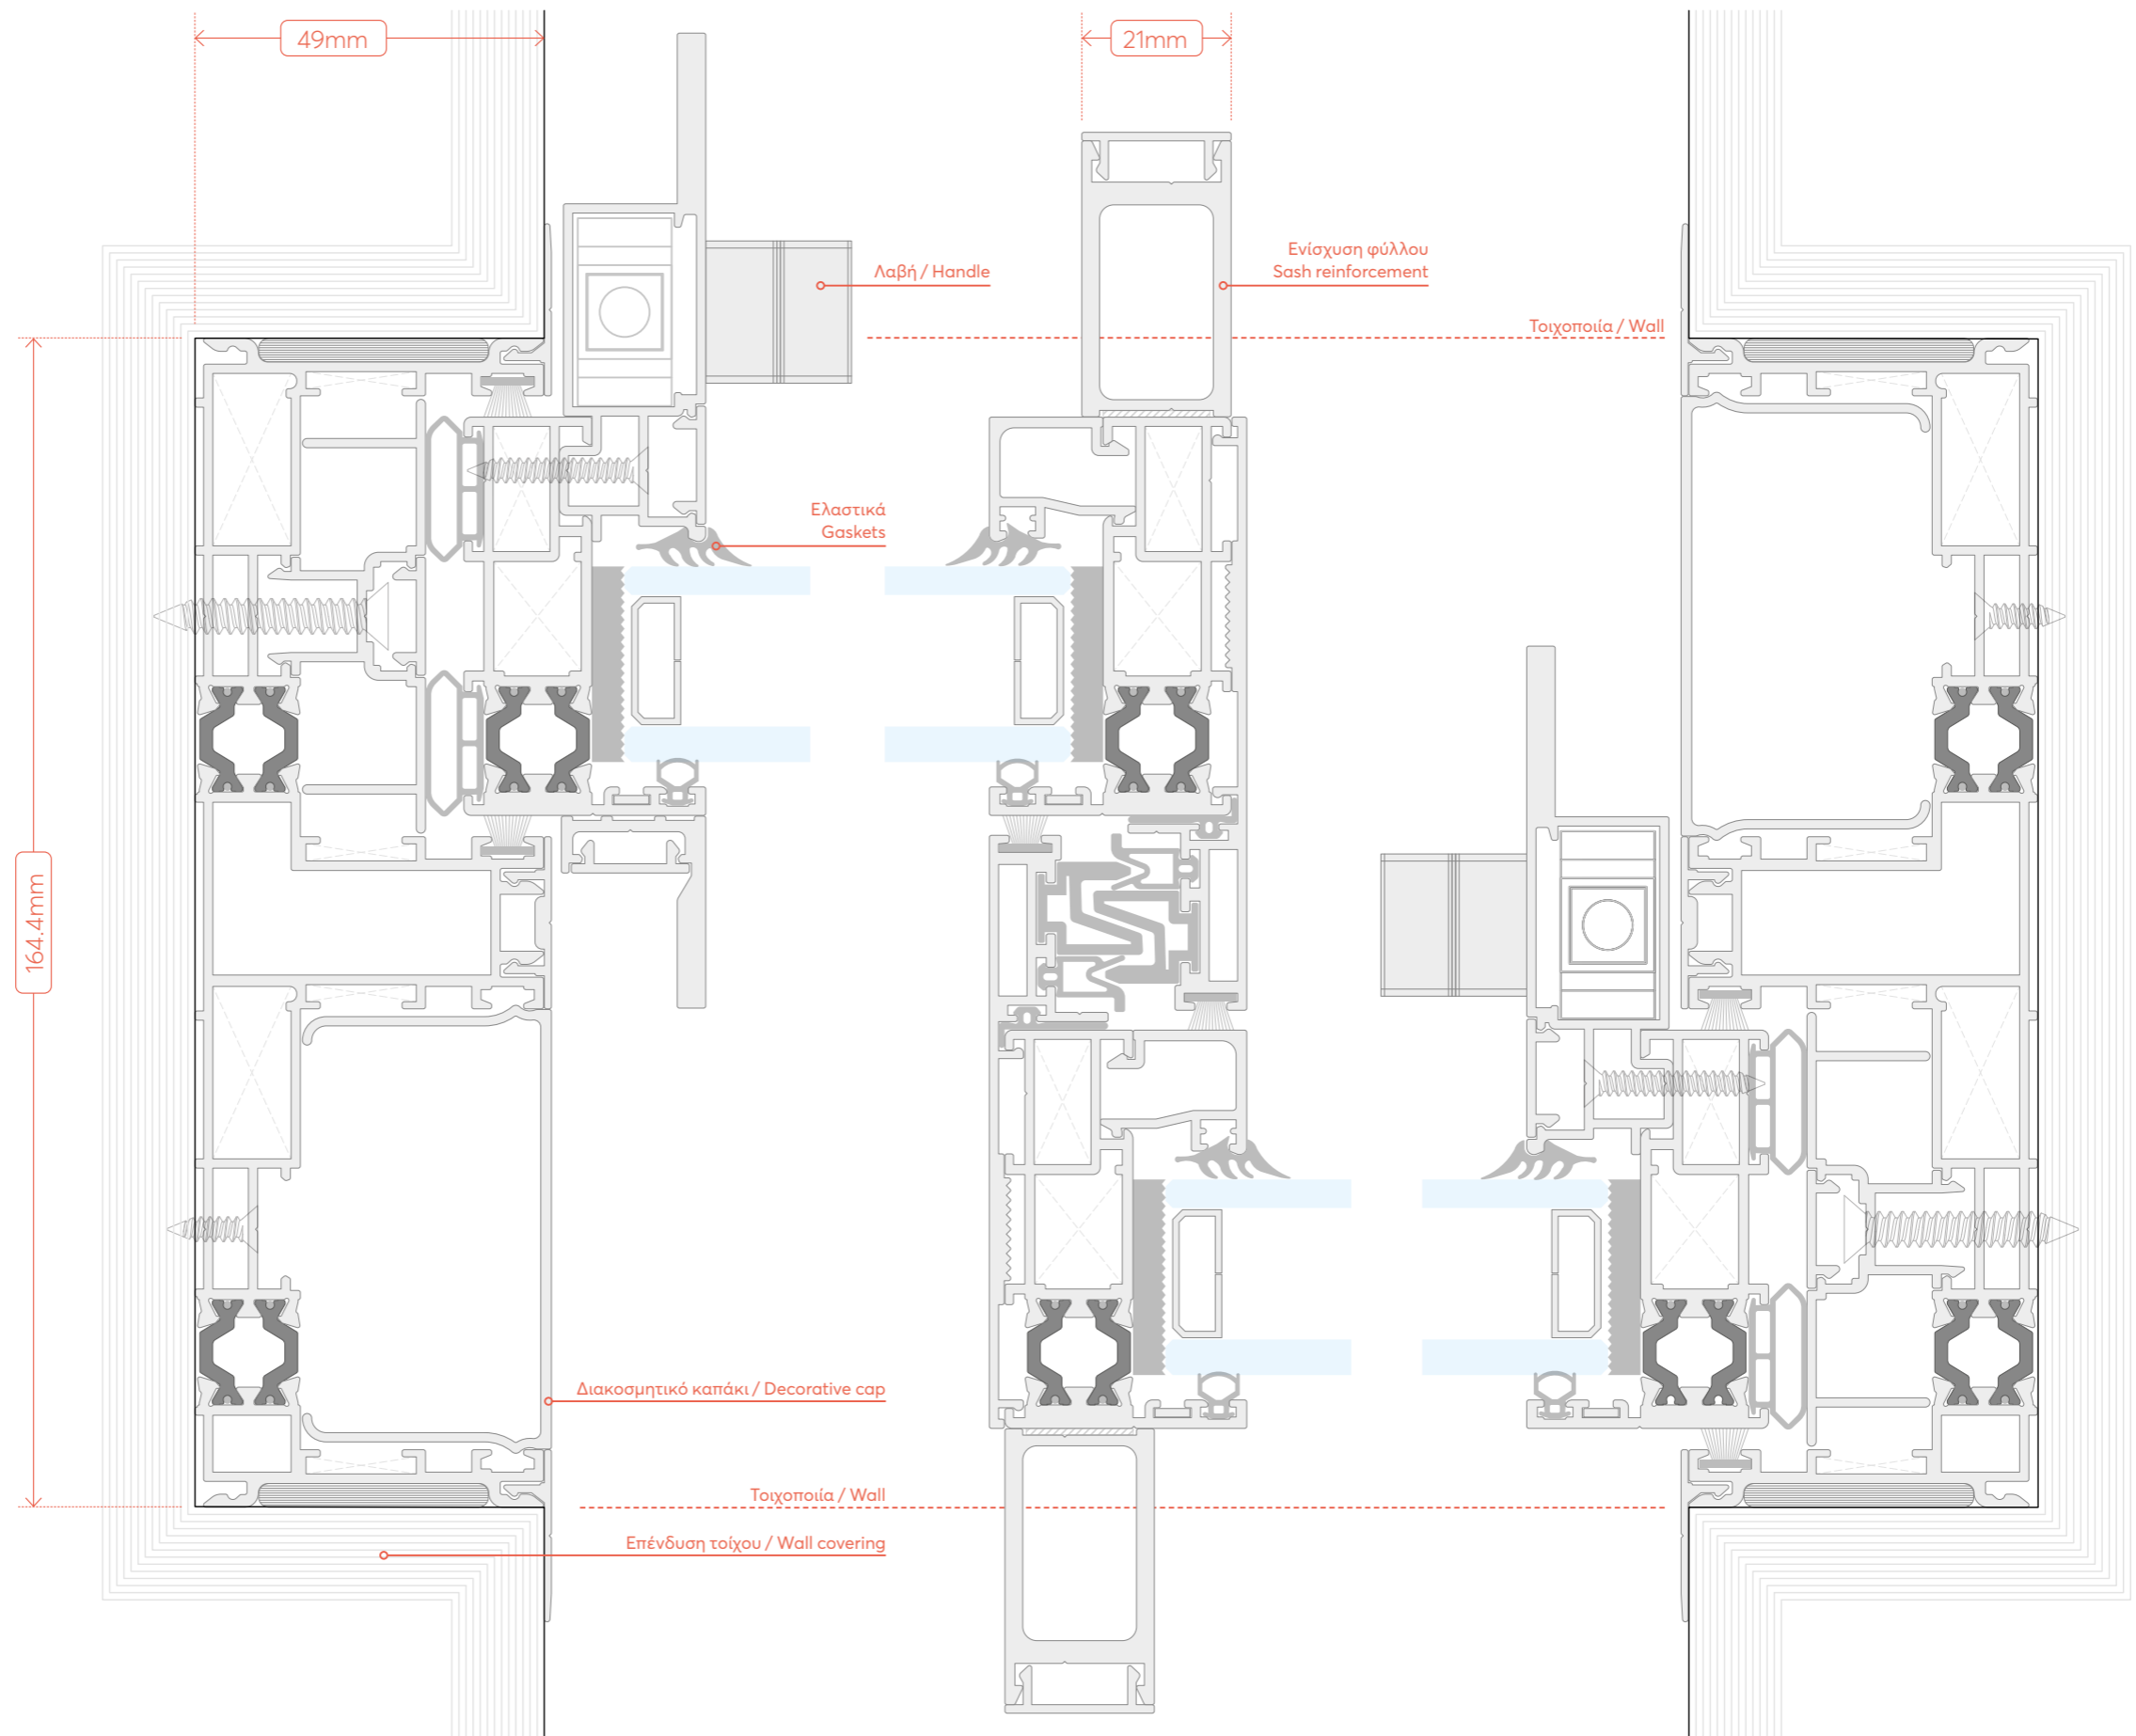 49mm
21mm
Λαβή / Handle
Ενίσχυση φύλλου
Sash reinforcement
Τοιχοποιία / Wall
Ελαστικά
Gaskets
164.4mm
Διακοσμητικό καπάκι / Decorative cap
Τοιχοποιία / Wall
Επένδυση τοίχου / Wall covering